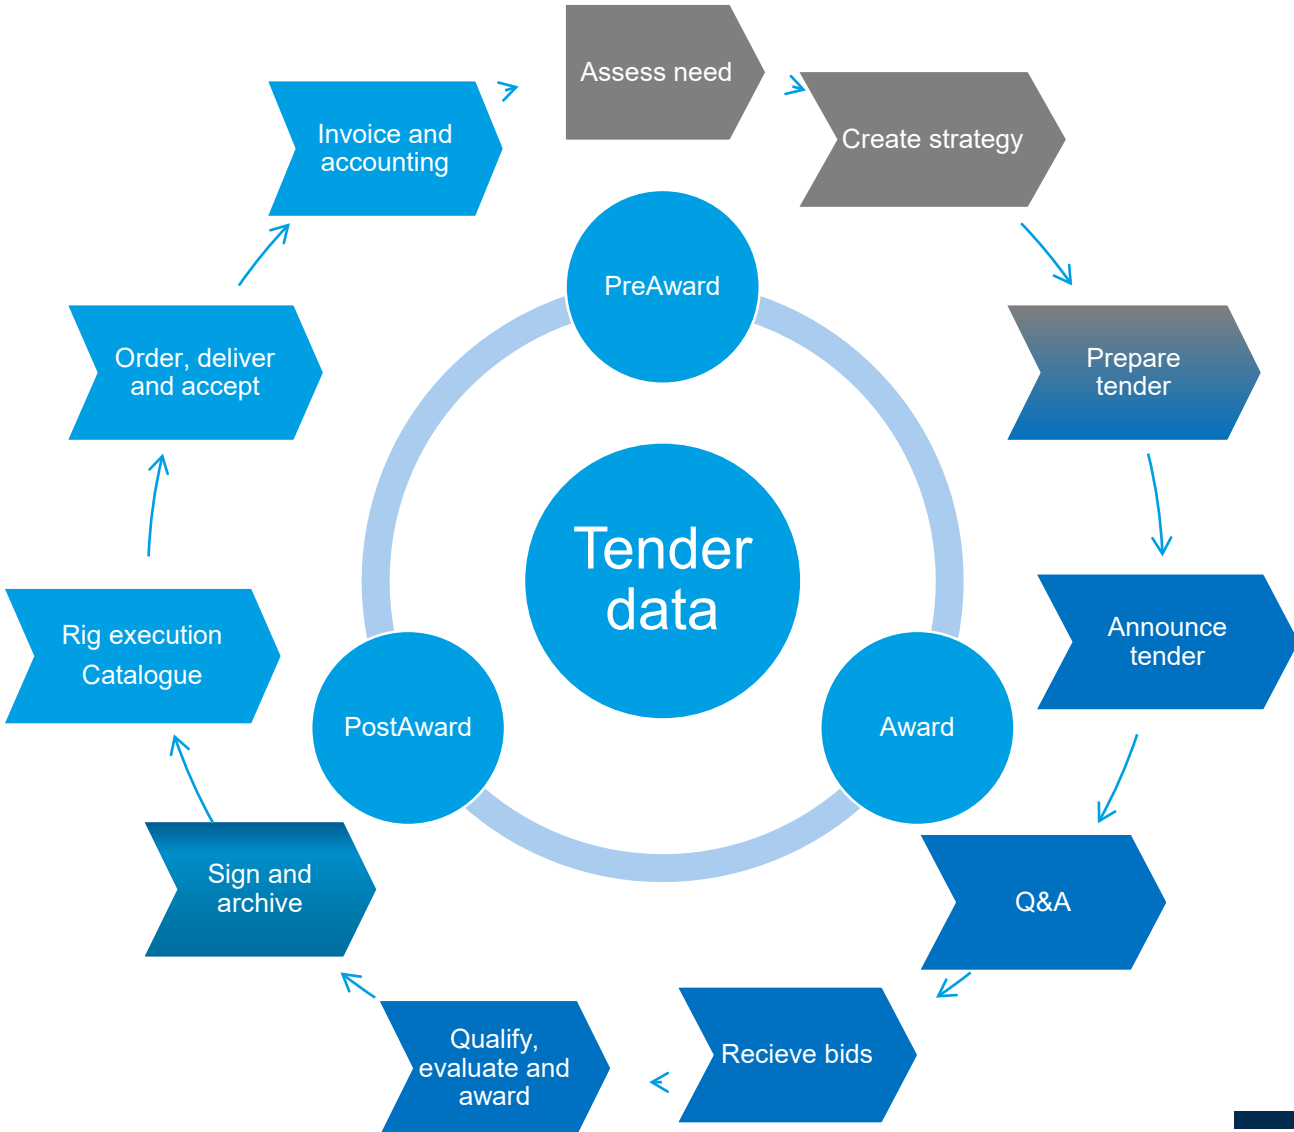 Assess need
Create strategy
Prepare
tender
Announce
tender
Q&A
Recieve bids
Qualify,
evaluate and
award
Sign and
archive
Rig execution
Catalogue
Order, deliver
and accept
Invoice and
accounting
PreAward
Award
PostAward
Tender
data